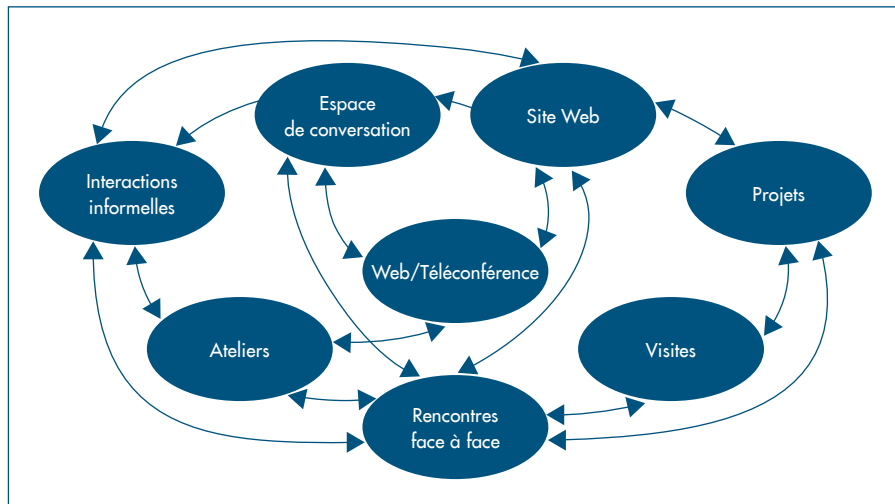 Espace
de conversation
Site Web
Interactions
informelles
Projets
Web/Téléconférence
Ateliers
Visites
Rencontres
face à face